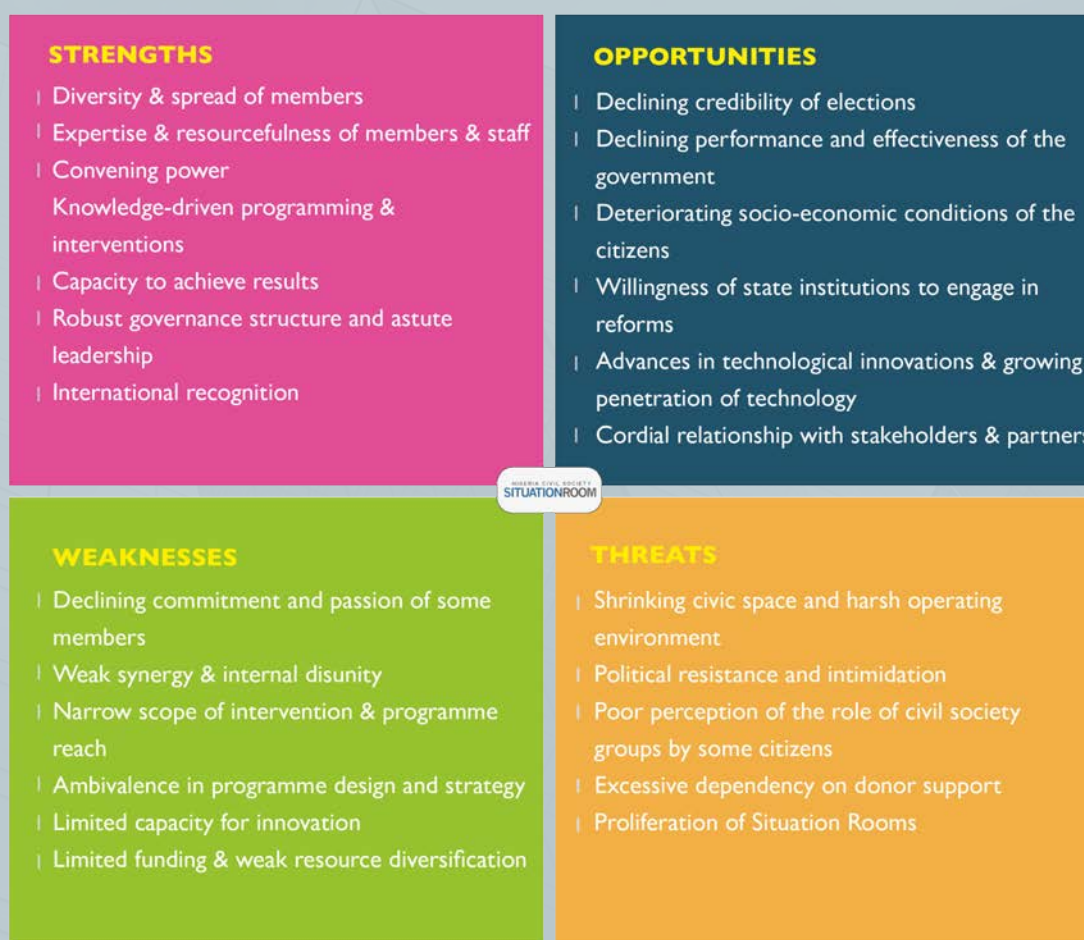 STRENGTHS
Diversity & spread of members
Expertise & resourcefulness of members & staff
Convening power
Knowledge-driven programming &
interventions
Capacity to achieve results
Robust governance structure and astute
leadership
International recognition
OPPORTUNITIES
Declining credibility of elections
Declining performance and effectiveness of the
government
Deteriorating socio-economic conditions of the
citizens
Willingness of state institutions to engage in
reforms
Advances in technological innovations & growing
penetration of technology
Cordial relationship with stakeholders & partners
NIGERIA CIVIL SOCIETY
SITUATIONROOM
WEAKNESSES
Declining commitment and passion of some
members
Weak synergy & internal disunity
Narrow scope of intervention & programme
reach
Ambivalence in programme design and strategy
Limited capacity for innovation
Limited funding & weak resource diversification
THREATS
Shrinking civic space and harsh operating
environment
Political resistance and intimidation
Poor perception of the role of civil society
groups by some citizens
Excessive dependency on donor support
Proliferation of Situation Rooms